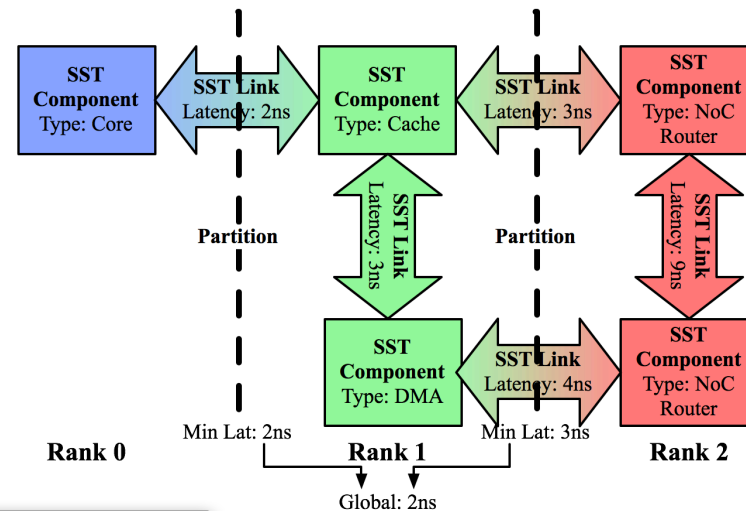 SST
Component
Type: Core
SST Link
Latency: 2ns
SST
Component
Type: Cache
SST Link
Latency: 3ns
SST
Component
Type: NoC
Router
Partition
SST Link
Latency: 3ns
Partition
SST Link
Latency: 9ns
SST
Component
Type: DMA
SST Link
Latency: 4ns
SST
Component
Type: NoC
Router
Min Lat: 2ns
Min Lat: 3ns
Rank 0
Rank 1
Rank 2
Global: 2ns